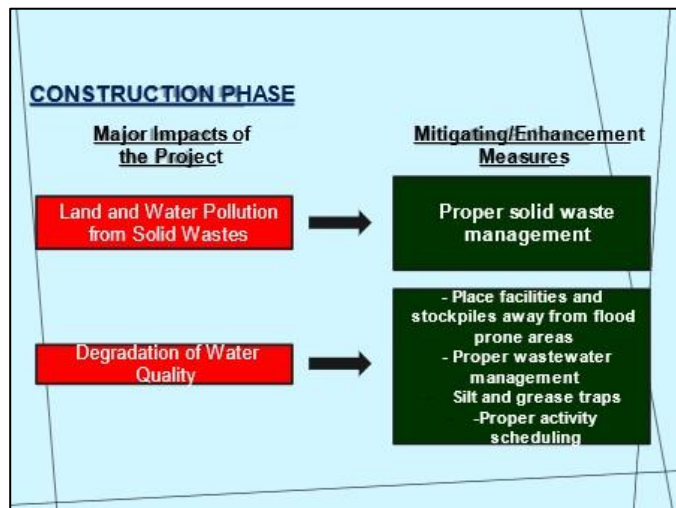 CONSTRUCTION PHASE
Major Impacts of
the Project
Mitigating/Enhancement
Measures
Land and Water Pollution
from Solid Wastes
Proper solid waste
management
Degradation of Water
Quality
- Place facilities and
stockpiles away from flood
prone areas
- Proper wastewater
management
Silt and grease traps
-Proper activity
scheduling